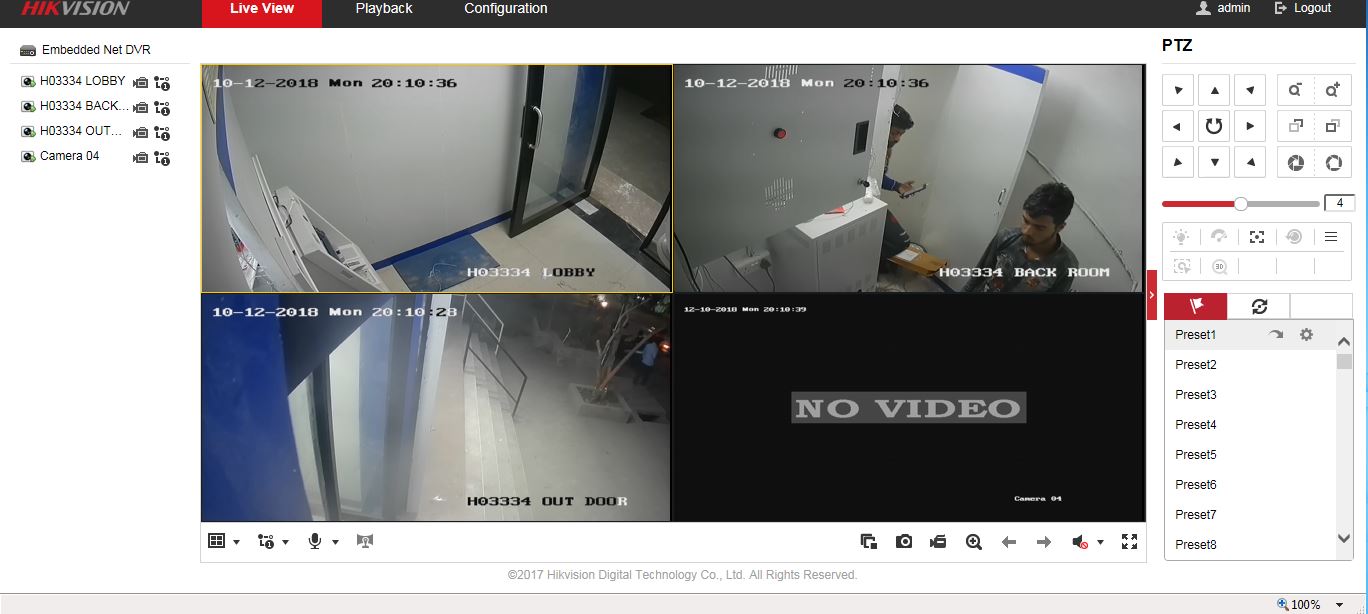 HIKVISION
Live View
Playback
Configuration
admin
Logout
Embedded Net DVR
H03334 LOBBY
H03334 BACK...
H03334 OUT...
Camera 04
10-12-2018 Mon 20:10:36
H03334 LOBBY
10-12-2018 Mon 20:10:36
H03334 BACK ROOM
10-12-2018 Mon 20:10:28
H03334 OUT DOOR
12-10-2018 Mon 20:10:39
NO VIDEO
Camera 04
PTZ
4
3D
Preset1
Preset2
Preset3
Preset4
Preset5
Preset6
Preset7
Preset8
©2017 Hikvision Digital Technology Co., Ltd. All Rights Reserved.
100%